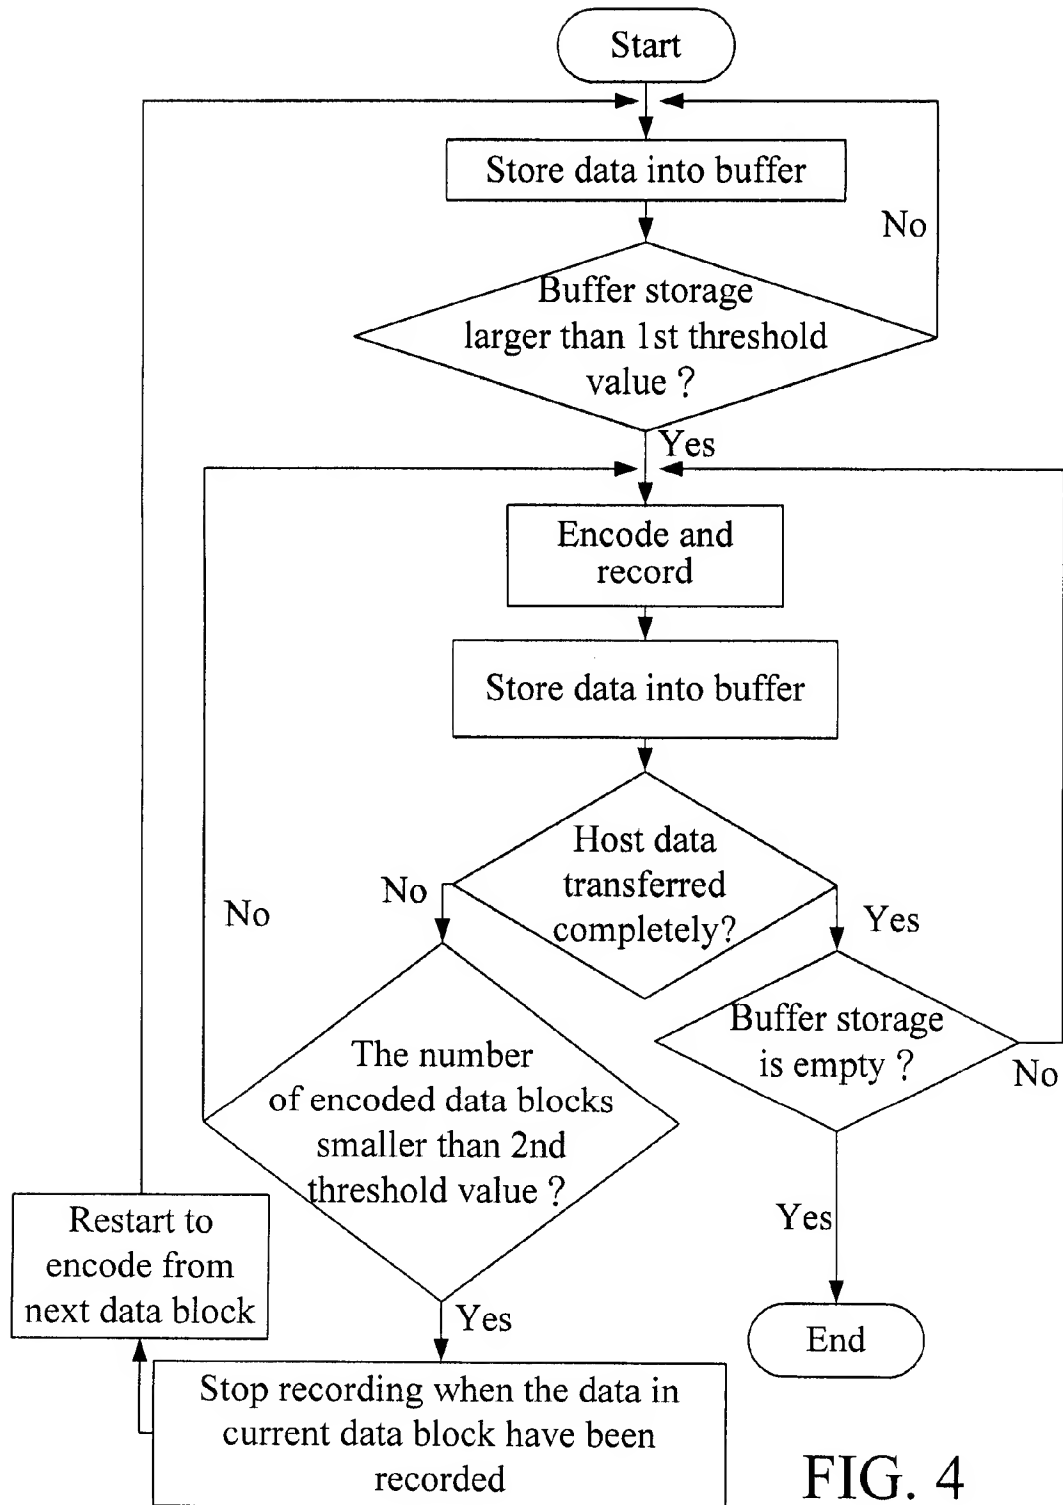 Start
Store data into buffer
No
Buffer storage
larger than 1st threshold
value ?
Yes
Encode and
record
Store data into buffer
Host data
transferred
completely?
No
Yes
No
Buffer storage
is empty ?
No
The number
of encoded data blocks
smaller than 2nd
threshold value ?
Yes
Restart to
encode from
next data block
Yes
End
Stop recording when the data in
current data block have been
recorded
FIG. 4